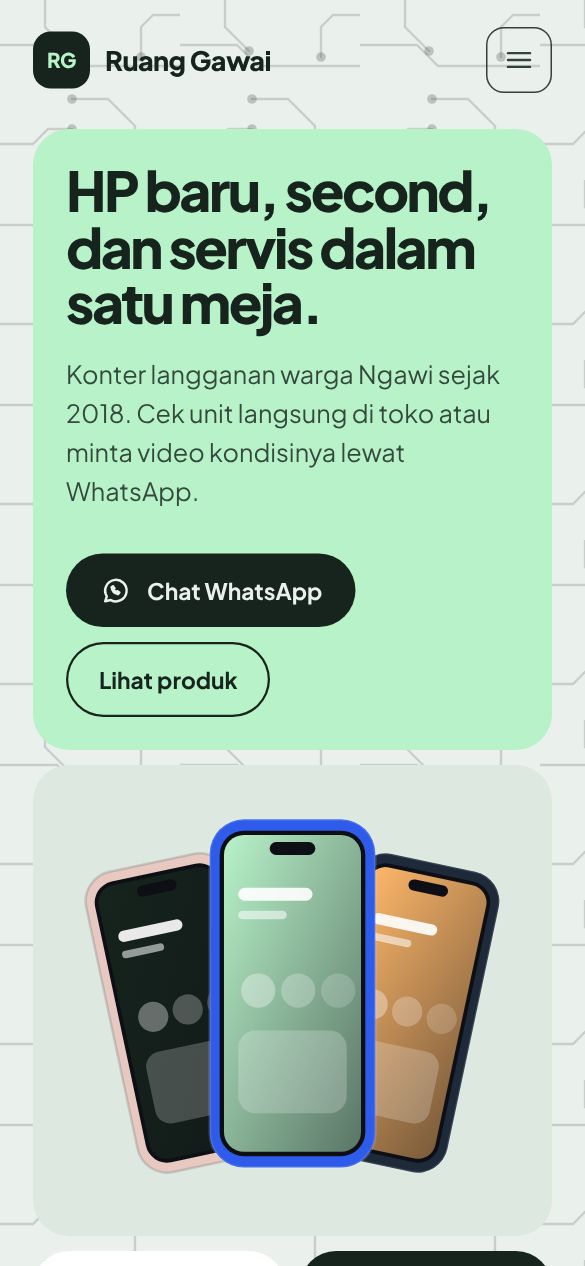 RG
Ruang Gawai
HP baru, second,
dan servis dalam
satu meja.
Konter langganan warga Ngawi sejak
2018. Cek unit langsung di toko atau
minta video kondisinya lewat
WhatsApp.
Chat WhatsApp
Lihat produk